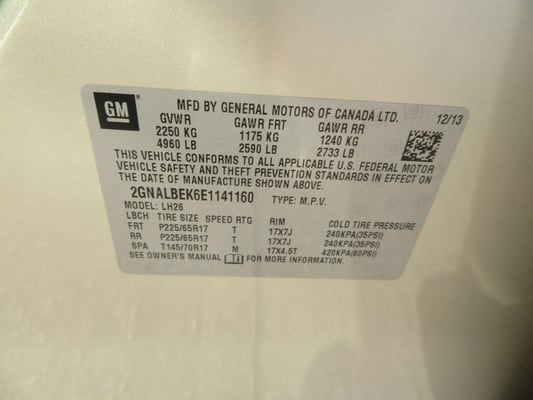 GM
MFD BY GENERAL MOTORS OF CANADA LTD. 12/13
GVWR GAWR FRT GAWR RR
2250 KG 1175 KG 1240 KG
4960 LB 2590 LB 2733 LB
THIS VEHICLE CONFORMS TO ALL APPLICABLE U.S. FEDERAL MOTOR
VEHICLE SAFETY AND THEFT PREVENTION STANDARDS IN EFFECT ON
THE DATE OF MANUFACTURE SHOWN ABOVE.
2GNALBEK6E1141160 TYPE: M.P.V.
MODEL: LH26
LBCH TIRE SIZE SPEED RTG RIM COLD TIRE PRESSURE
FRT P225/65R17 T 17X7J 240KPA(35PSI)
RR P225/65R17 T 17X7J 240KPA(35PSI)
SPA T145/70R17 M 17X4.5T 420KPA(60PSI)
SEE OWNER'S MANUAL FOR MORE INFORMATION.